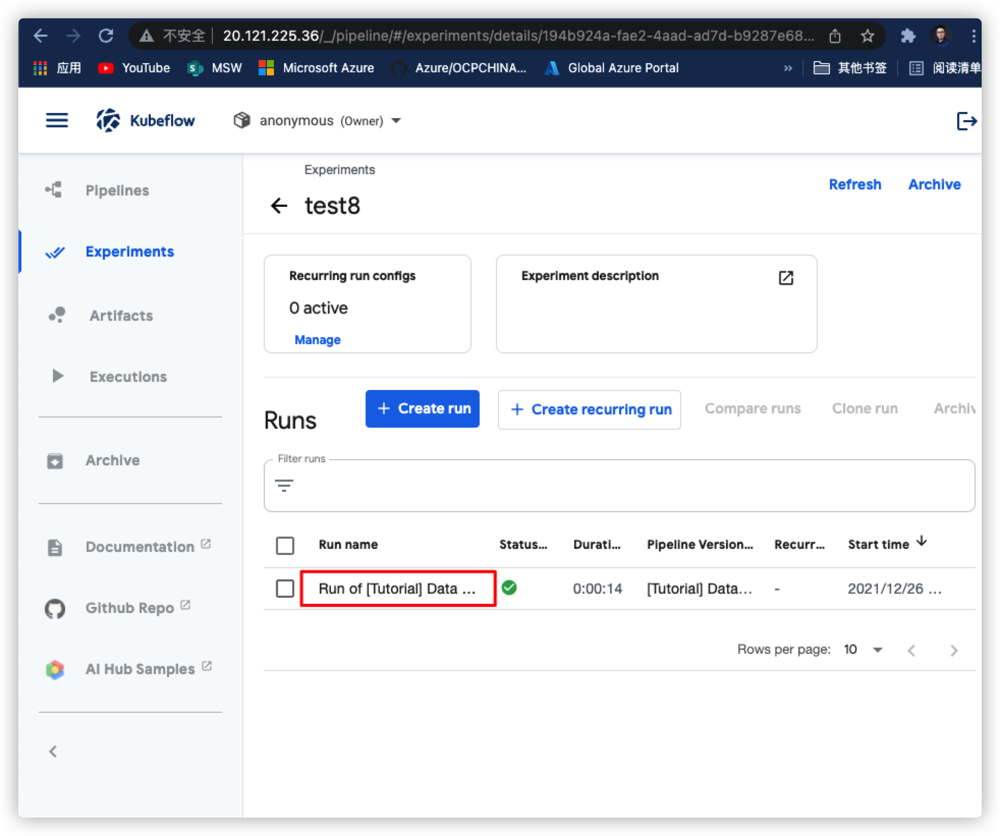 不安全 | 20.121.225.36/_/pipeline/#/experiments/details/194b924a-fae2-4aad-ad7d-b9287e68...
应用 YouTube MSW Microsoft Azure Azure/OCPCHINA... Global Azure Portal » 其他书签 阅读清单
Kubeflow anonymous (Owner)
Pipelines
Experiments
Artifacts
Executions
Archive
Documentation
Github Repo
AI Hub Samples
Experiments
Refresh Archive
test8
Recurring run configs
0 active
Manage
Experiment description
Runs + Create run + Create recurring run Compare runs Clone run Archiv
Filter runs
Run name Status... Durati... Pipeline Version... Recurr... Start time
Run of [Tutorial] Data ... 0:00:14 [Tutorial] Data... - 2021/12/26 ...
Rows per page: 10